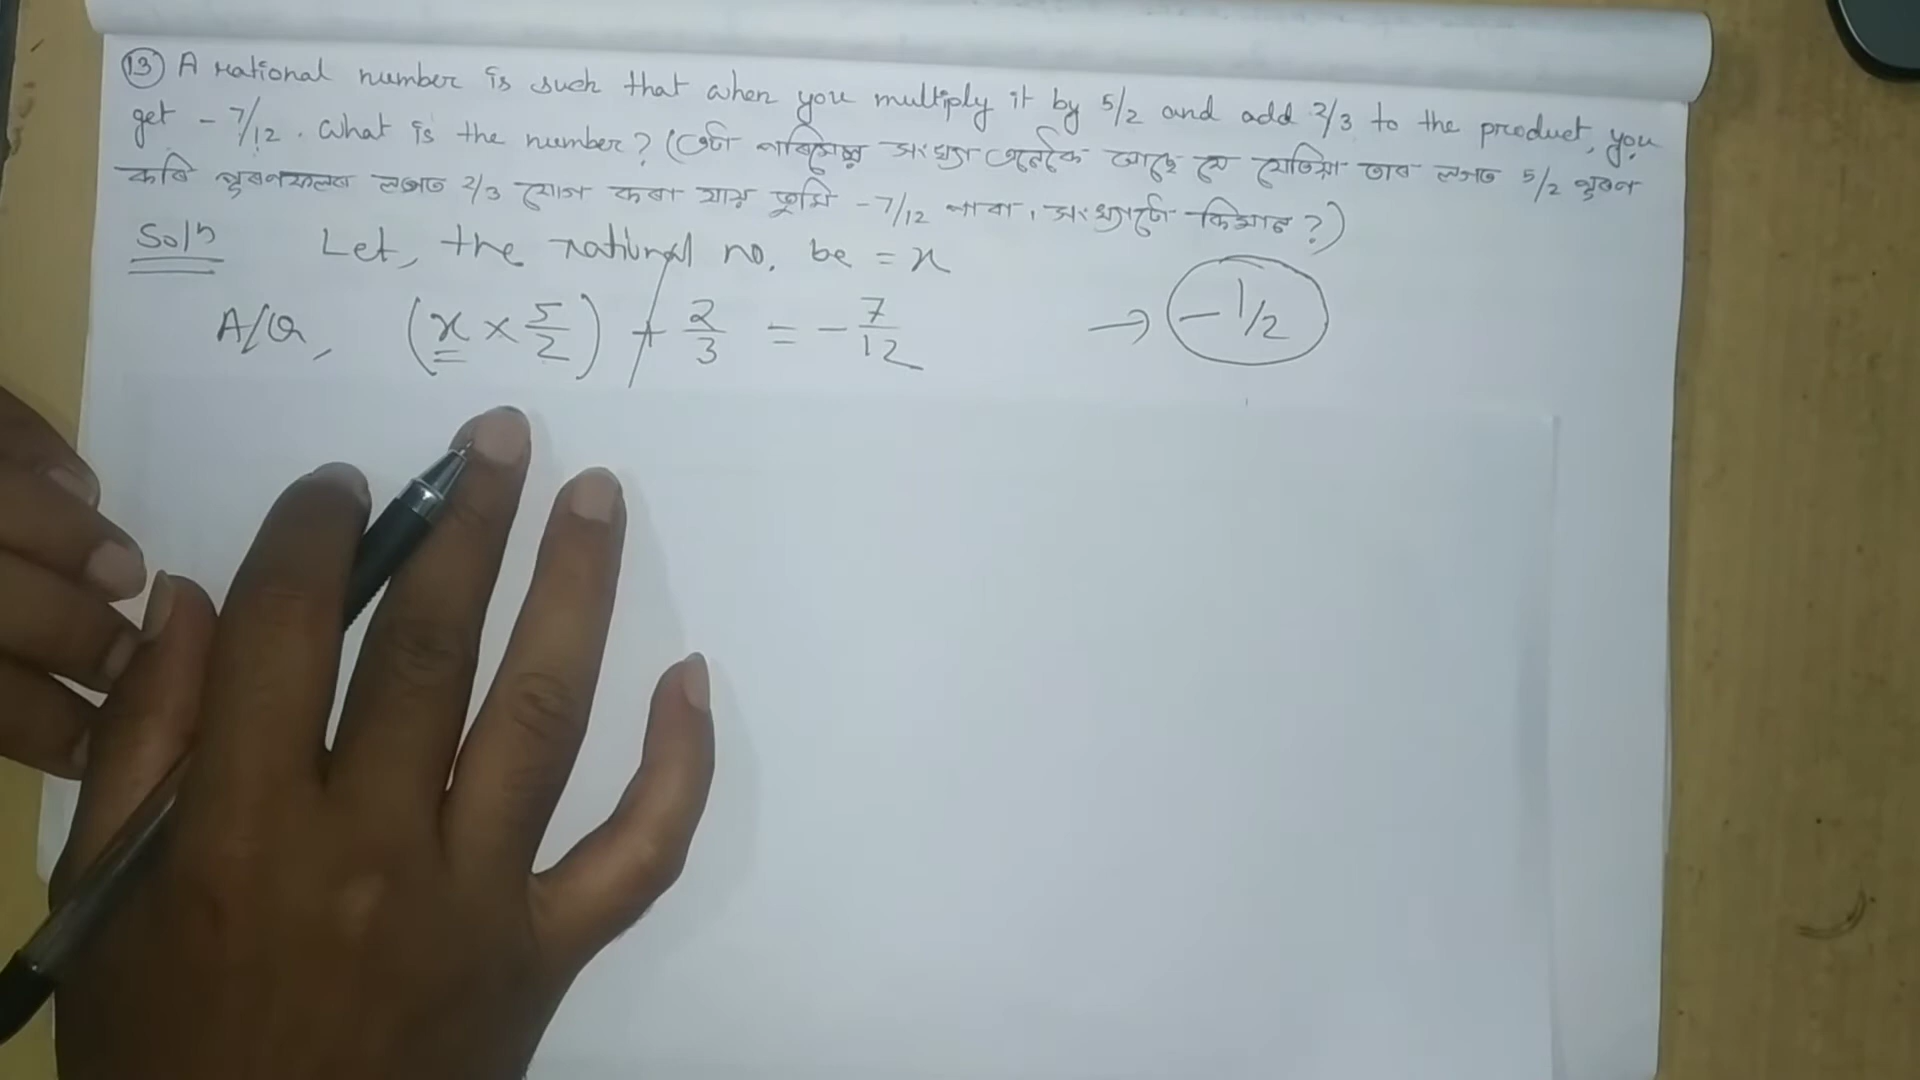 13 A rational number is such that when you multiply it by 5/2 and add 2/3 to the product, you
get - 7/12. What is the number? (এটা পৰিমেয় সংখ্যা এনেকৈ আছে যে যেতিয়া তাৰ লগত 5/2 পূৰণ
কৰি পূৰণফলৰ লগত 2/3 যোগ কৰা হয় তুমি -7/12 পাবা। সংখ্যাটো কিমান?)
Solⁿ Let, the rational no. be = x
A/Q, (x × 5/2) + 2/3 = - 7/12 → - 1/2